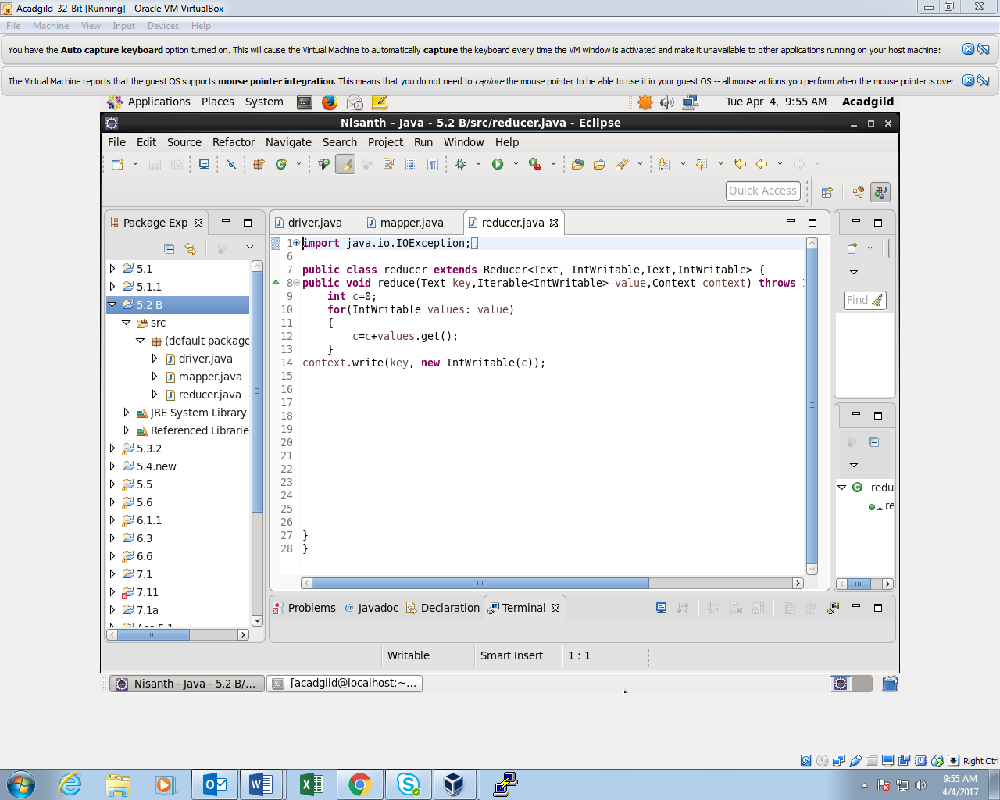 Acadgild_32_Bit [Running] - Oracle VM VirtualBox
File Machine View Input Devices Help
You have the Auto capture keyboard option turned on. This will cause the Virtual Machine to automatically capture the keyboard every time the VM window is activated and make it unavailable to other applications running on your host machine:
The Virtual Machine reports that the guest OS supports mouse pointer integration. This means that you do not need to capture the mouse pointer to be able to use it in your guest OS -- all mouse actions you perform when the mouse pointer is over
Applications Places System Tue Apr 4, 9:55 AM Acadgild
Nisanth - Java - 5.2 B/src/reducer.java - Eclipse
File Edit Source Refactor Navigate Search Project Run Window Help
Quick Access
Package Exp
5.1
5.1.1
5.2 B
src
(default package
driver.java
mapper.java
reducer.java
JRE System Library
Referenced Librarie
5.3.2
5.4.new
5.5
5.6
6.1.1
6.3
6.6
7.1
7.11
7.1a
driver.java mapper.java reducer.java
1 import java.io.IOException;
6
7 public class reducer extends Reducer<Text, IntWritable,Text,IntWritable> {
8 public void reduce(Text key,Iterable<IntWritable> value,Context context) throws
9 int c=0;
10 for(IntWritable values: value)
11 {
12 c=c+values.get();
13 }
14 context.write(key, new IntWritable(c));
15
16
17
18
19
20
21
22
23
24
25
26
27 }
28 }
Find
redu
re
Problems Javadoc Declaration Terminal
Writable Smart Insert 1 : 1
Nisanth - Java - 5.2 B/... [acadgild@localhost:~...
Right Ctrl
9:55 AM
4/4/2017